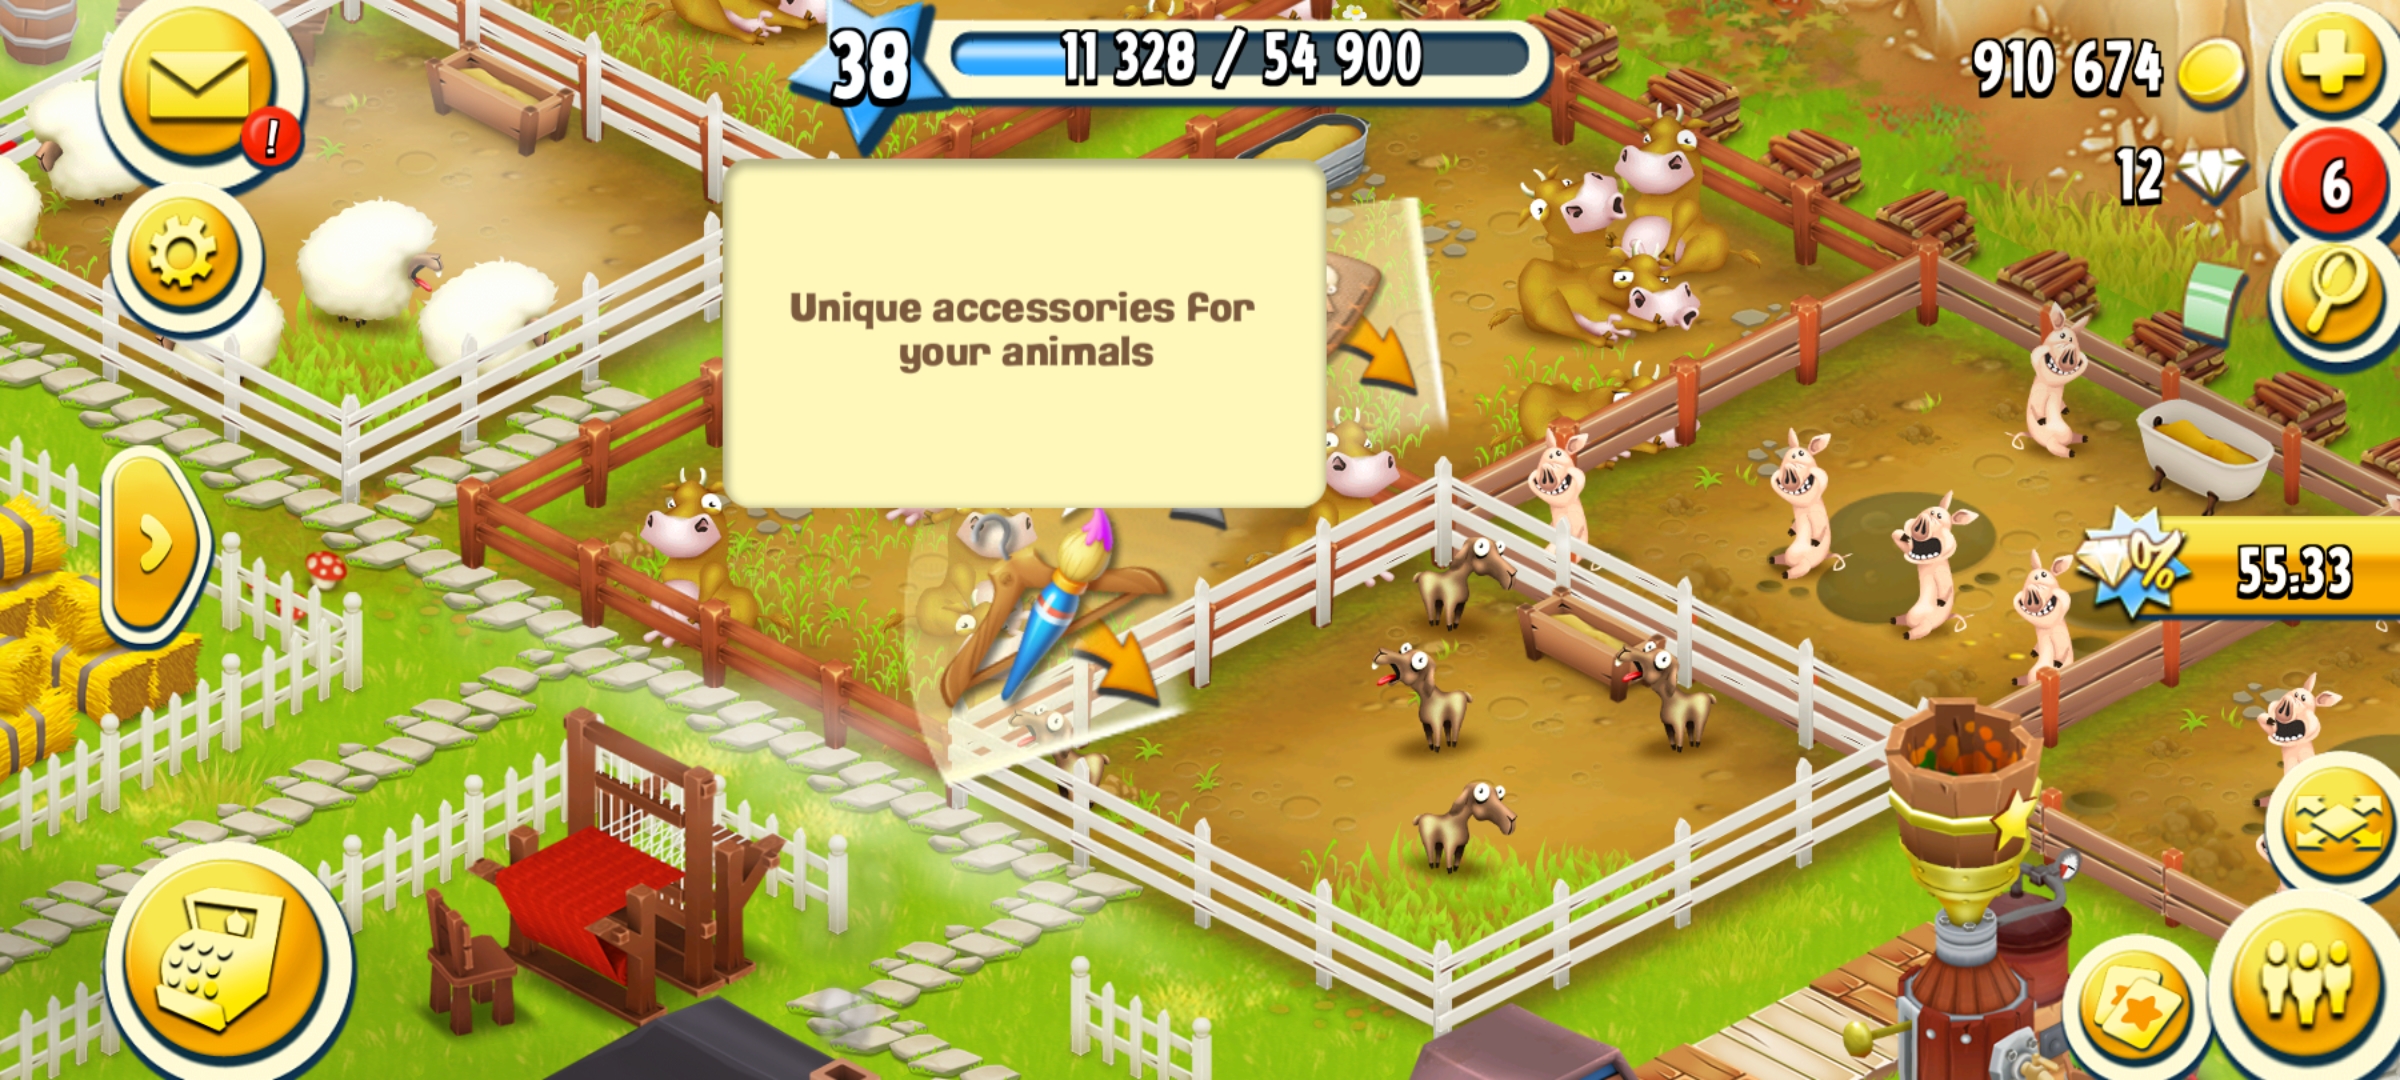 38
11 328 / 54 900
910 674
12
6
!
Unique accessories for
your animals
%
55:33